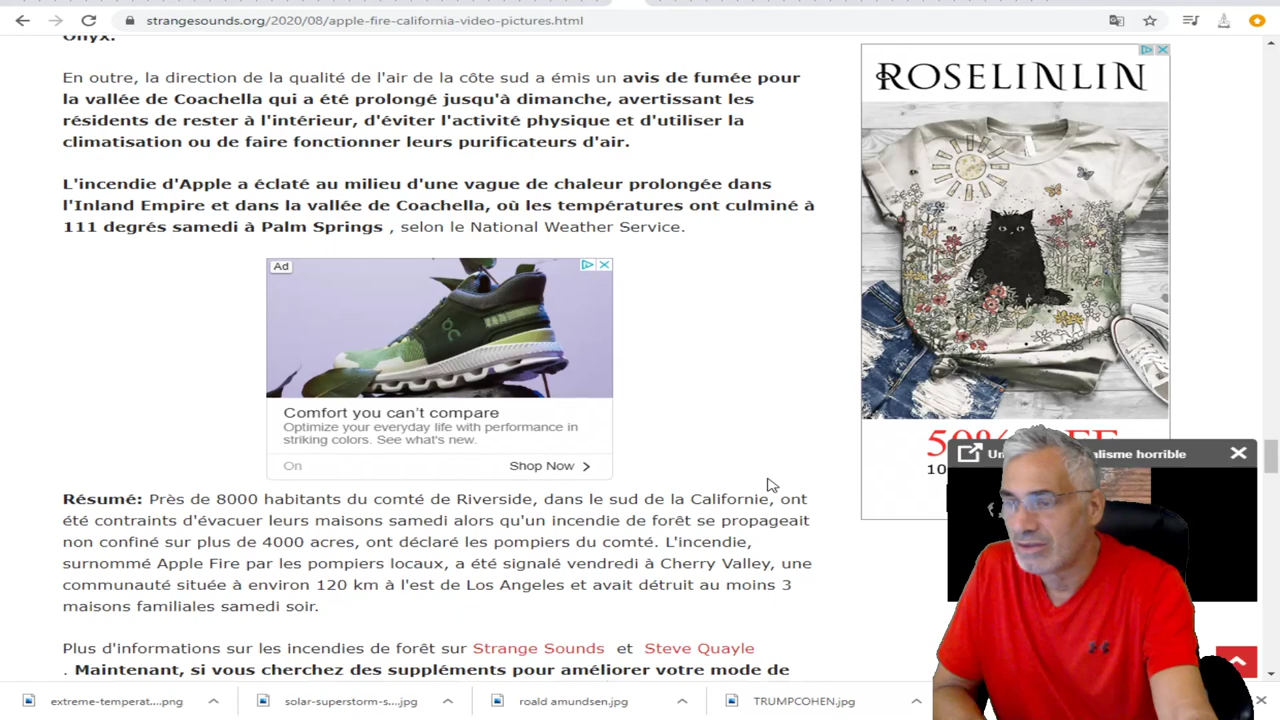 strangesounds.org/2020/08/apple-fire-california-video-pictures.html
Onyx.
En outre, la direction de la qualité de l'air de la côte sud a émis un avis de fumée pour
la vallée de Coachella qui a été prolongé jusqu'à dimanche, avertissant les
résidents de rester à l'intérieur, d'éviter l'activité physique et d'utiliser la
climatisation ou de faire fonctionner leurs purificateurs d'air.
L'incendie d'Apple a éclaté au milieu d'une vague de chaleur prolongée dans
l'Inland Empire et dans la vallée de Coachella, où les températures ont culminé à
111 degrés samedi à Palm Springs , selon le National Weather Service.
Ad
Comfort you can't compare
Optimize your everyday life with performance in
striking colors. See what's new.
On
Shop Now
Résumé: Près de 8000 habitants du comté de Riverside, dans le sud de la Californie, ont
été contraints d'évacuer leurs maisons samedi alors qu'un incendie de forêt se propageait
non confiné sur plus de 4000 acres, ont déclaré les pompiers du comté. L'incendie,
surnommé Apple Fire par les pompiers locaux, a été signalé vendredi à Cherry Valley, une
communauté située à environ 120 km à l'est de Los Angeles et avait détruit au moins 3
maisons familiales samedi soir.
Plus d'informations sur les incendies de forêt sur Strange Sounds et Steve Quayle
. Maintenant, si vous cherchez des suppléments pour améliorer votre mode de
ROSELINLIN
50%
10
horrible
extreme-temperat....png
solar-superstorm-s....jpg
roald amundsen.jpg
TRUMPCOHEN.jpg